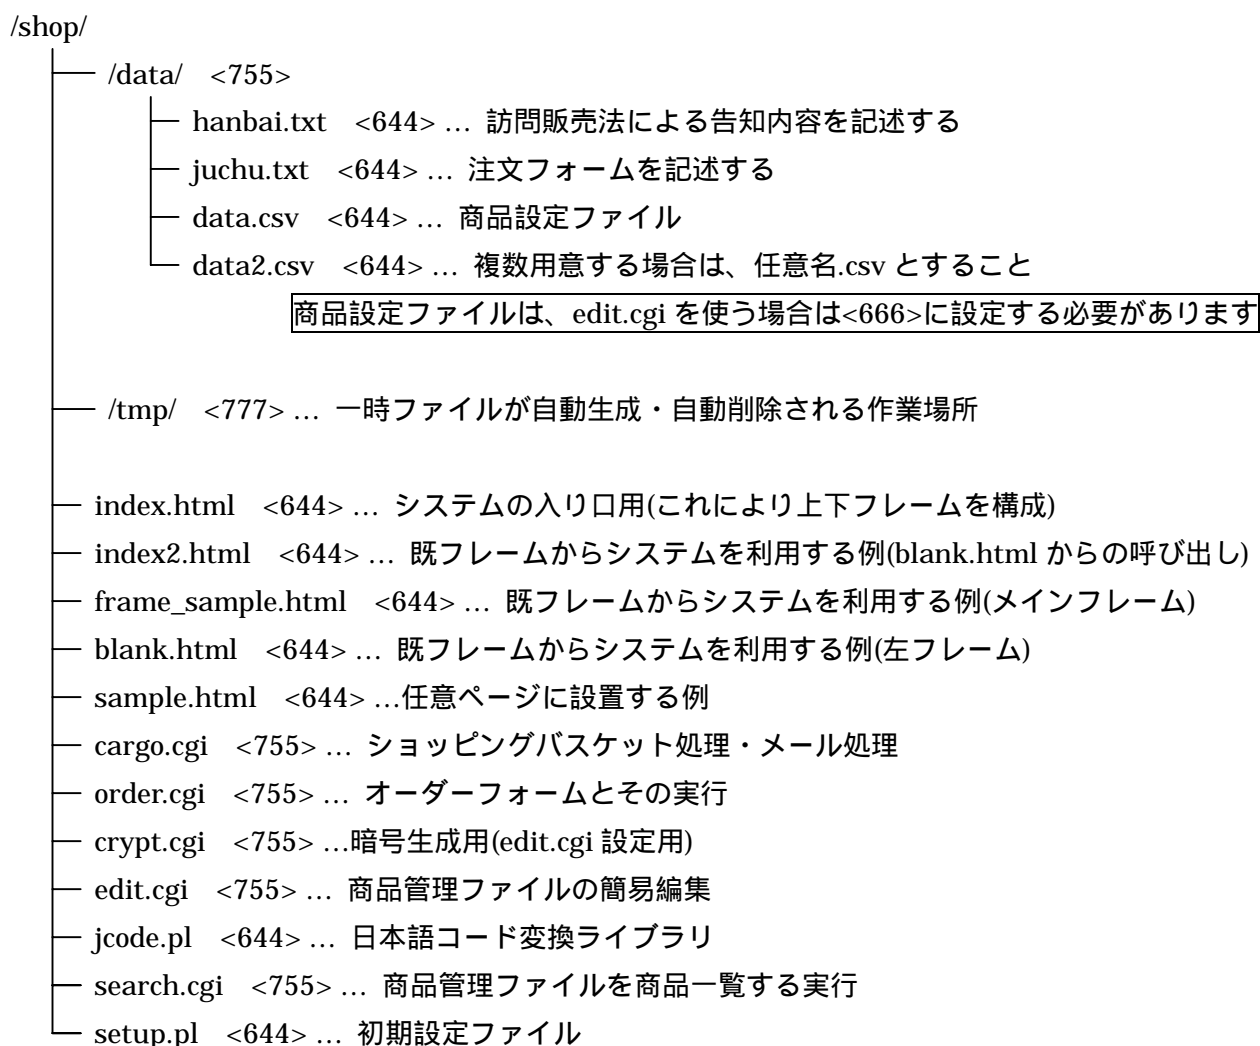 /shop/
/data/ <755>
hanbai.txt <644> … 訪問販売法による告知内容を記述する
juchu.txt <644> … 注文フォームを記述する
data.csv <644> … 商品設定ファイル
data2.csv <644> … 複数用意する場合は、任意名.csv とすること
商品設定ファイルは、edit.cgi を使う場合は<666>に設定する必要があります
/tmp/ <777> … 一時ファイルが自動生成・自動削除される作業場所
index.html <644> … システムの入り口用(これにより上下フレームを構成)
index2.html <644> … 既フレームからシステムを利用する例(blank.html からの呼び出し)
frame_sample.html <644> … 既フレームからシステムを利用する例(メインフレーム)
blank.html <644> … 既フレームからシステムを利用する例(左フレーム)
sample.html <644> …任意ページに設置する例
cargo.cgi <755> … ショッピングバスケット処理・メール処理
order.cgi <755> … オーダーフォームとその実行
crypt.cgi <755> …暗号生成用(edit.cgi 設定用)
edit.cgi <755> … 商品管理ファイルの簡易編集
jcode.pl <644> … 日本語コード変換ライブラリ
search.cgi <755> … 商品管理ファイルを商品一覧する実行
setup.pl <644> … 初期設定ファイル